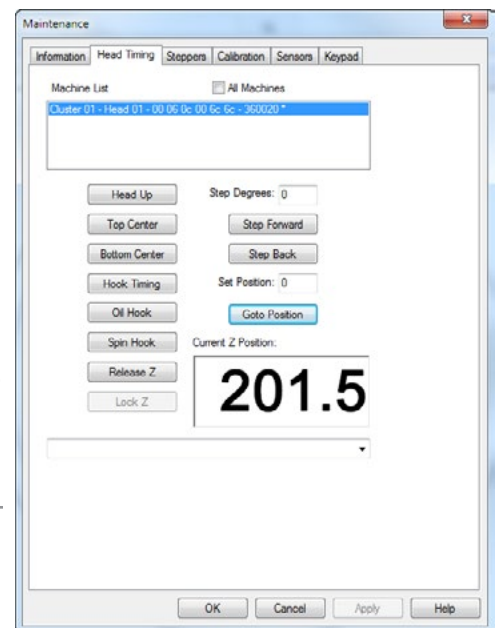 Maintenance
Information Head Timing Steppers Calibration Sensors Keypad
Machine List All Machines
Cluster 01 - Head 01 - 00 06 0c 00 6c 6c - 360020 *
Head Up Step Degrees: 0
Top Center Step Forward
Bottom Center Step Back
Hook Timing Set Position: 0
Oil Hook Goto Position
Spin Hook Current Z Position:
Release Z 201.5
Lock Z
OK Cancel Apply Help